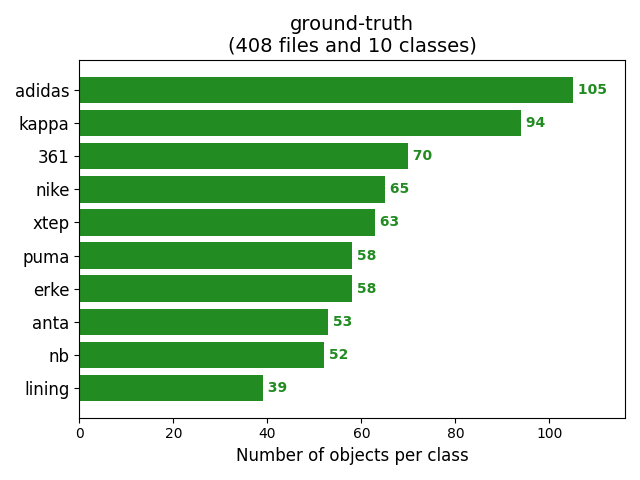 ground-truth
(408 files and 10 classes)
adidas 105
kappa 94
361 70
nike 65
xtep 63
puma 58
erke 58
anta 53
nb 52
lining 39
0 20 40 60 80 100
Number of objects per class